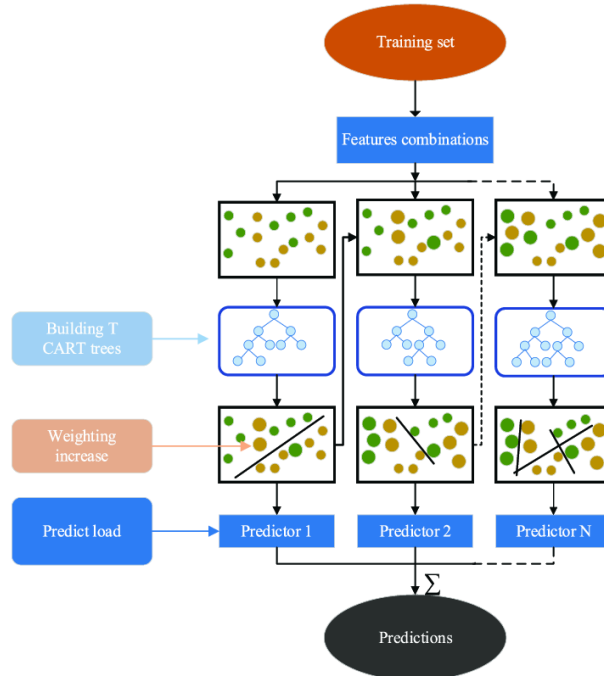 Training set
Features combinations
Building T
CART trees
Weighting
increase
Predict load
Predictor 1
Predictor 2
Predictor N
Σ
Predictions